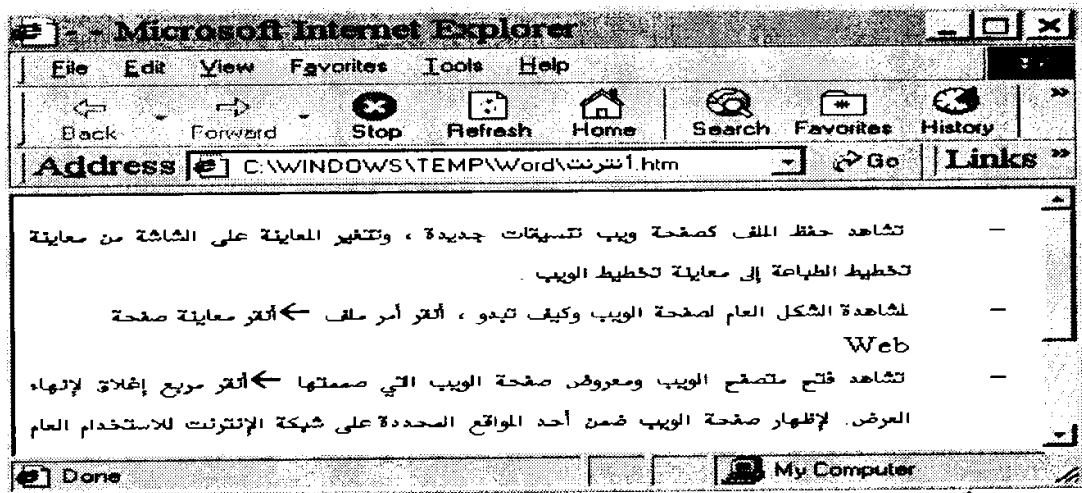 - Microsoft Internet Explorer
File Edit View Favorites Tools Help
Back Forward Stop Refresh Home Search Favorites History »
Address C:\WINDOWS\TEMP\Word\أنترنت.htm Go Links »
– تشاهد حفظ الملف كصفحة ويب تنسيقات جديدة ، وتتغير المعاينة على الشاشة من معاينة
تخطيط الطباعة إلى معاينة تخطيط الويب .
– لمشاهدة الشكل العام لصفحة الويب وكيف تبدو ، أنقر أمر ملف ← أنقر معاينة صفحة
Web
– تشاهد فتح متصفح الويب ومعروض صفحة الويب التي صممتها ← أنقر مربع إغلاق لإنهاء
العرض. لإظهار صفحة الويب ضمن أحد المواقع المحددة على شبكة الإنترنت للاستخدام العام
Done My Computer